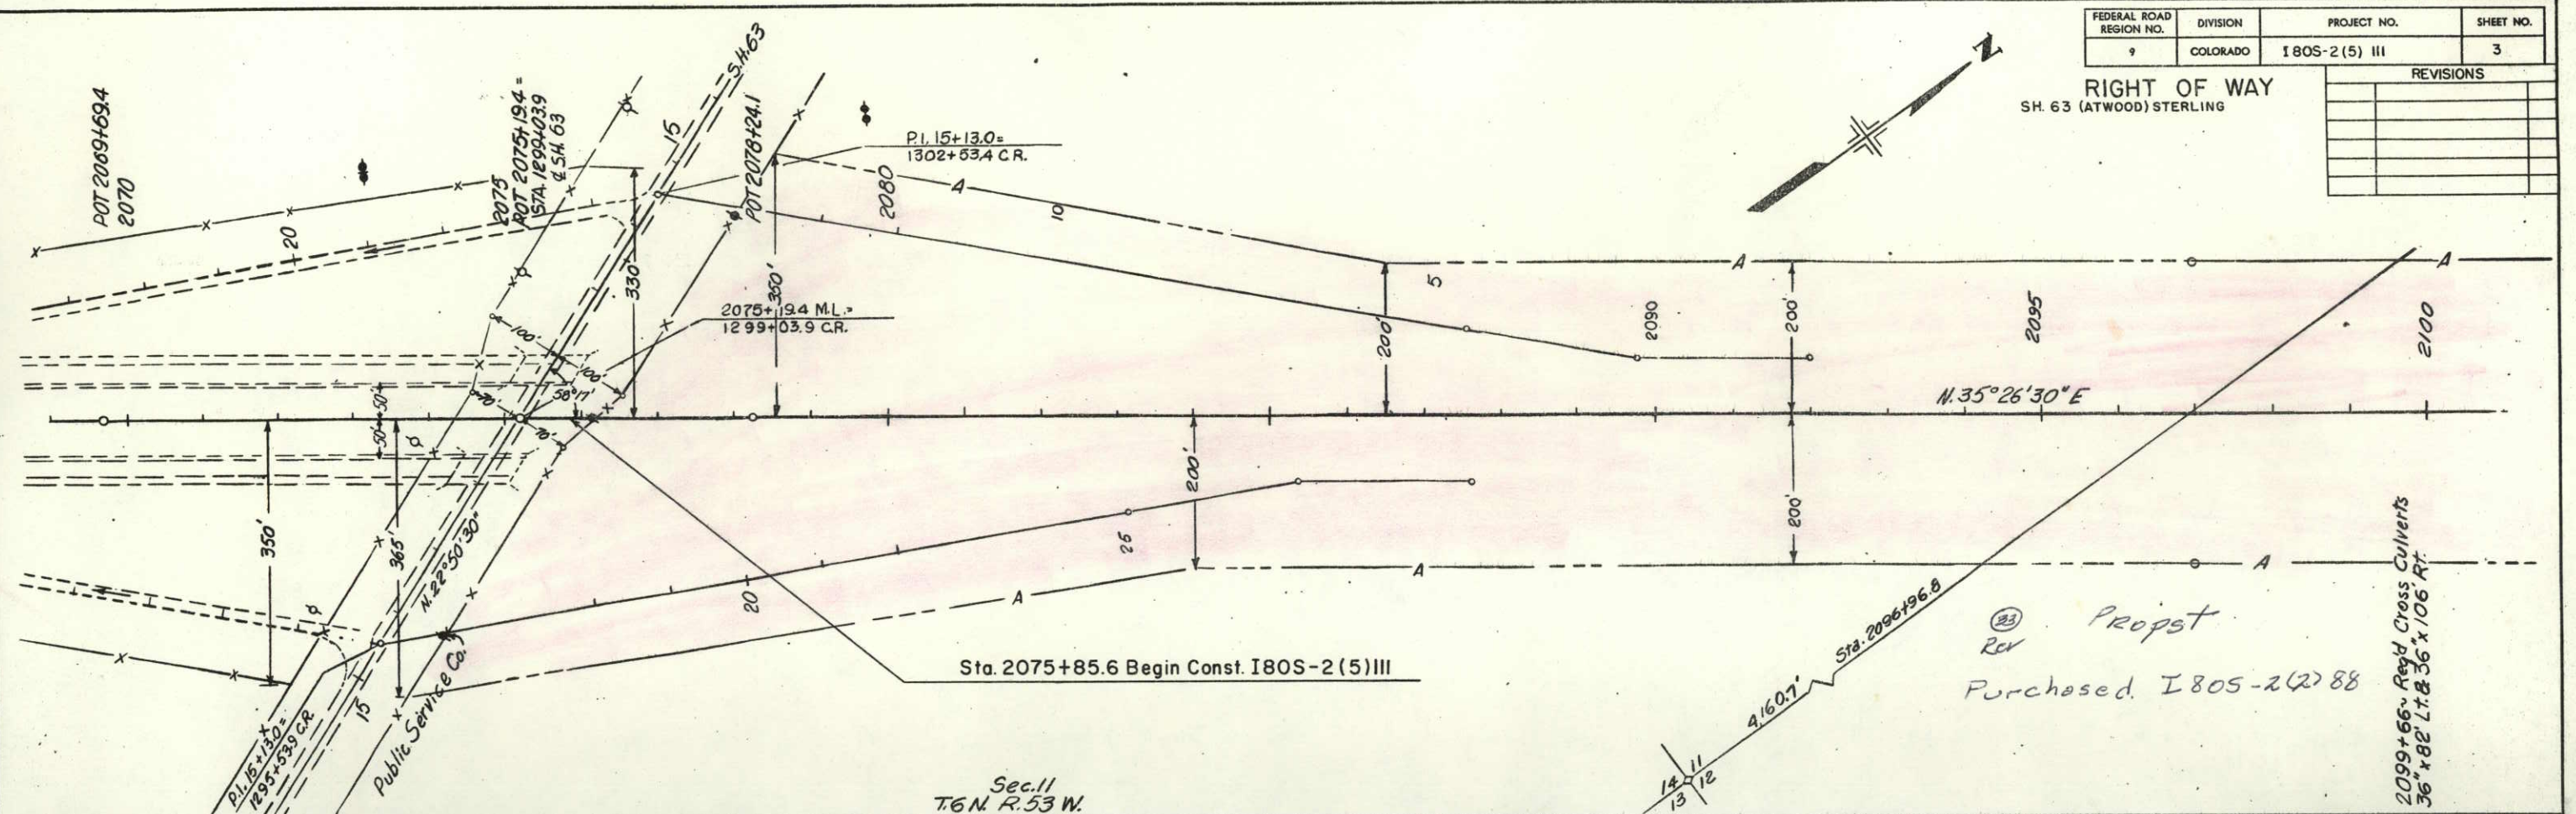 FEDERAL ROAD REGION NO.
DIVISION
PROJECT NO.
SHEET NO.
9
COLORADO
I 80S-2(5) III
3
RIGHT OF WAY
SH. 63 (ATWOOD) STERLING
REVISIONS
N
POT 2069+69.4
2070
2075
POT 2075+19.4 =
STA. 1299+03.9
₵ S.H. 63
S.H. 63
15
POT 2078+24.1
P.I. 15+13.0=
1302+53.4 C.R.
2080
A
10
20
330'
350'
2075+19.4 M.L.=
1299+03.9 C.R.
100'
100'
50°17'
70'
70'
50'
50'
200'
5
2090
A
200'
2095
A
2100
N.35°26'30"E
350'
365'
N.22°50'30"
200'
25
20
A
A
200'
A
Sta. 2075+85.6 Begin Const. I80S-2(5)III
15
P.I. 15+13.0=
1295+53.9 C.R.
Public Service Co.
Sec.11
T.6N. R.53 W.
Sta. 2096+96.8
4,160.7'
14 11
13 12
33
Rev
Propst
Purchased I 80S-2(2) 88
2099+66~ Req'd Cross Culverts
36" x 82' Lt. & 36" x 106' Rt.